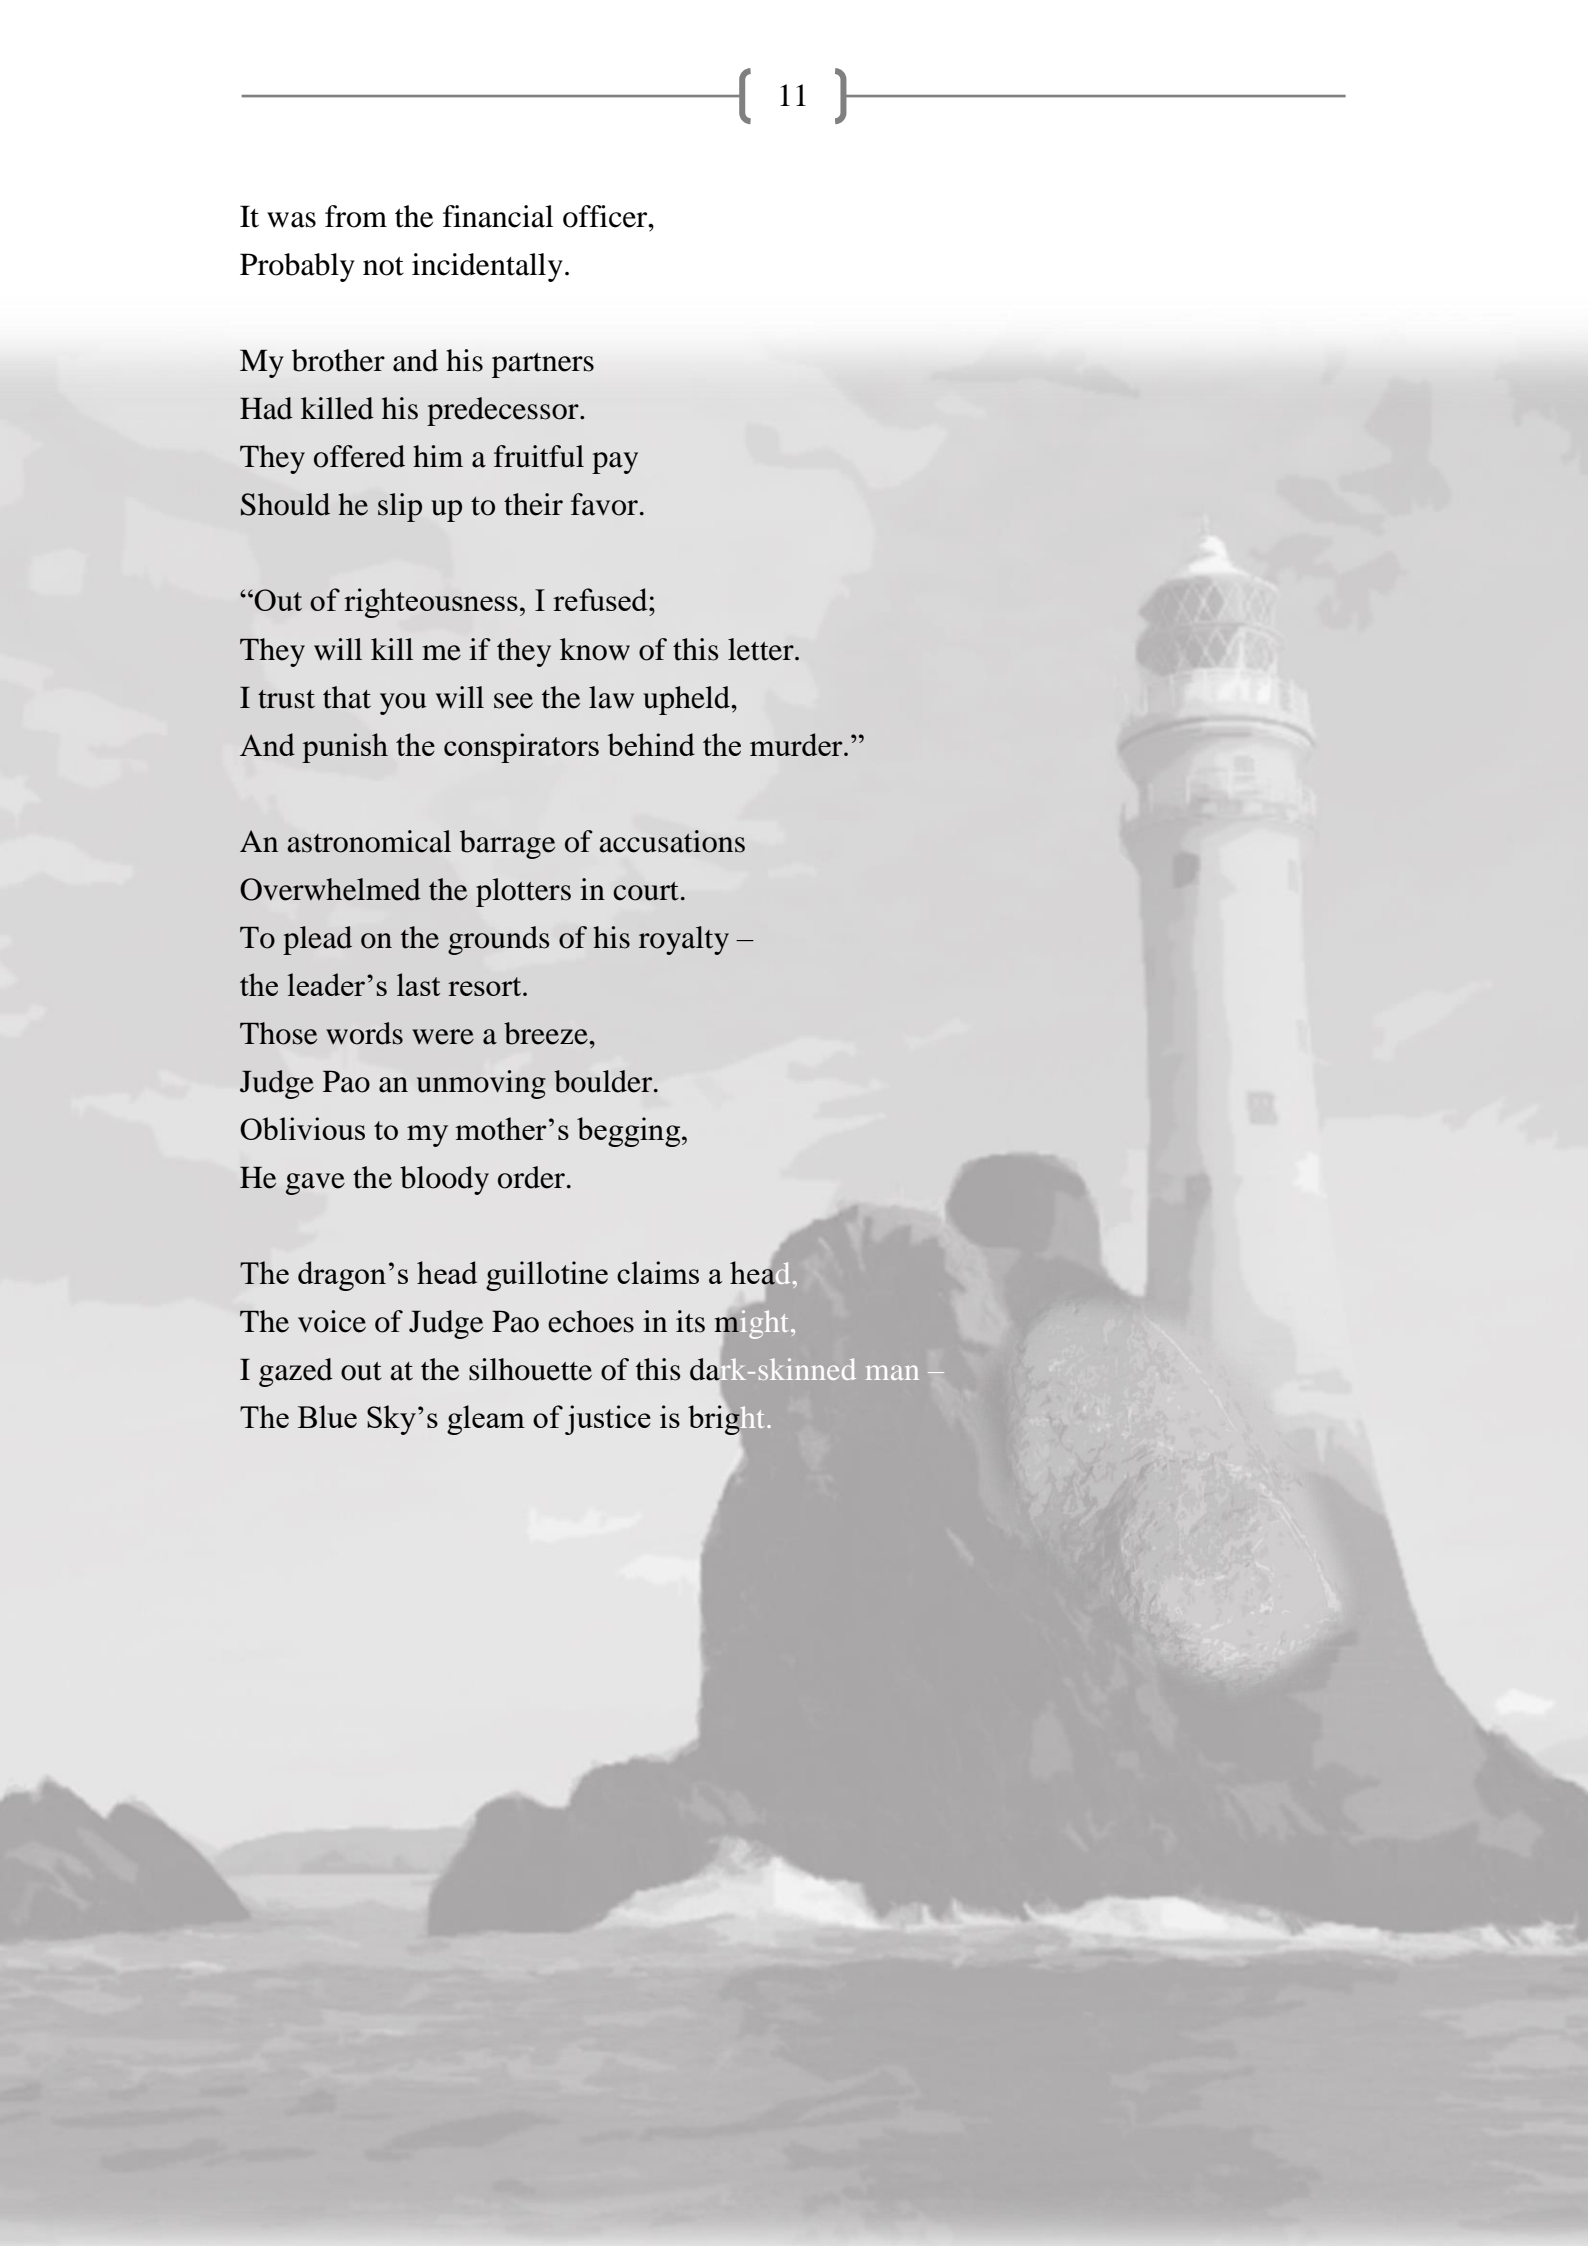 11
It was from the financial officer,
Probably not incidentally.
My brother and his partners
Had killed his predecessor.
They offered him a fruitful pay
Should he slip up to their favor.
“Out of righteousness, I refused;
They will kill me if they know of this letter.
I trust that you will see the law upheld,
And punish the conspirators behind the murder.”
An astronomical barrage of accusations
Overwhelmed the plotters in court.
To plead on the grounds of his royalty –
the leader’s last resort.
Those words were a breeze,
Judge Pao an unmoving boulder.
Oblivious to my mother’s begging,
He gave the bloody order.
The dragon’s head guillotine claims a head,
The voice of Judge Pao echoes in its might,
I gazed out at the silhouette of this dark-skinned man –
The Blue Sky’s gleam of justice is bright.